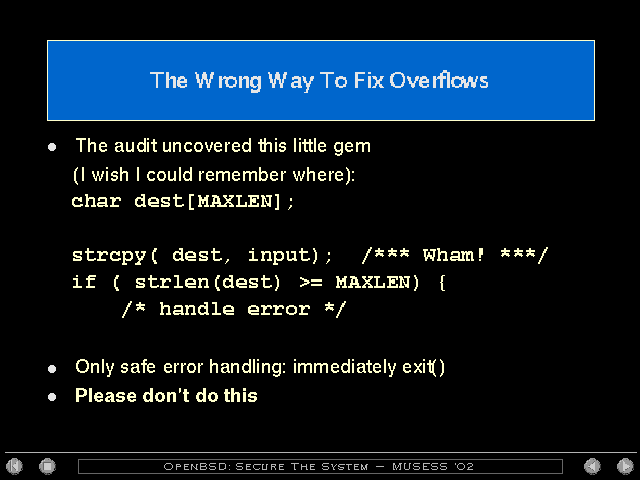 The Wrong Way To Fix Overflows
The audit uncovered this little gem
(I wish I could remember where):
char dest[MAXLEN];
strcpy( dest, input);  /*** Wham! ***/
if ( strlen(dest) >= MAXLEN) {
    /* handle error */
Only safe error handling: immediately exit()
Please don't do this
OpenBSD: Secure The System – MUSESS '02